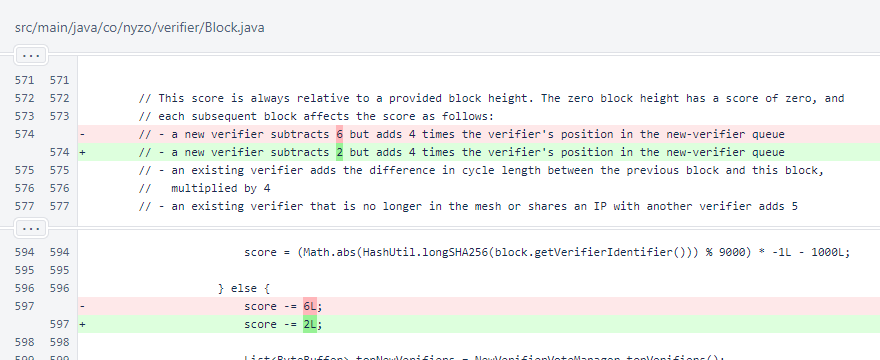 src/main/java/co/nyzo/verifier/Block.java
...
571 571
572 572 // This score is always relative to a provided block height. The zero block height has a score of zero, and
573 573 // each subsequent block affects the score as follows:
574 - // - a new verifier subtracts 6 but adds 4 times the verifier's position in the new-verifier queue
574 + // - a new verifier subtracts 2 but adds 4 times the verifier's position in the new-verifier queue
575 575 // - an existing verifier adds the difference in cycle length between the previous block and this block,
576 576 // multiplied by 4
577 577 // - an existing verifier that is no longer in the mesh or shares an IP with another verifier adds 5
...
594 594 score = (Math.abs(HashUtil.longSHA256(block.getVerifierIdentifier())) % 9000) * -1L - 1000L;
595 595
596 596 } else {
597 - score -= 6L;
597 + score -= 2L;
598 598
599 599 List<ByteBuffer> topNewVerifiers = NewVerifierVoteManager.topVerifiers();